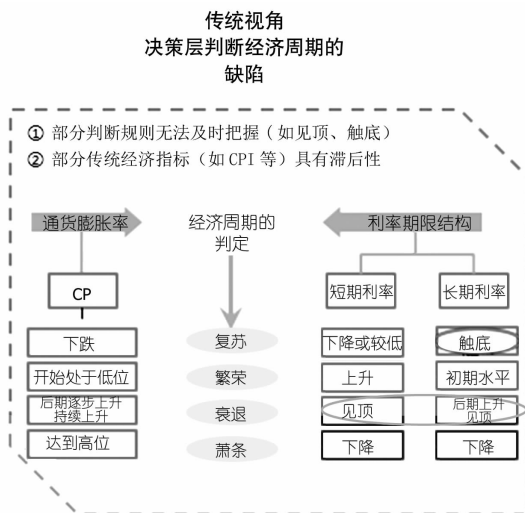 传统视角
决策层判断经济周期的
缺陷
① 部分判断规则无法及时把握（如见顶、触底）
② 部分传统经济指标（如CPI 等）具有滞后性
通货膨胀率
经济周期的
判定
利率期限结构
CP
短期利率
长期利率
下跌
复苏
下降或较低
触底
开始处于低位
繁荣
上升
初期水平
后期逐步上升
持续上升
衰退
见顶
后期上升
见顶
达到高位
萧条
下降
下降